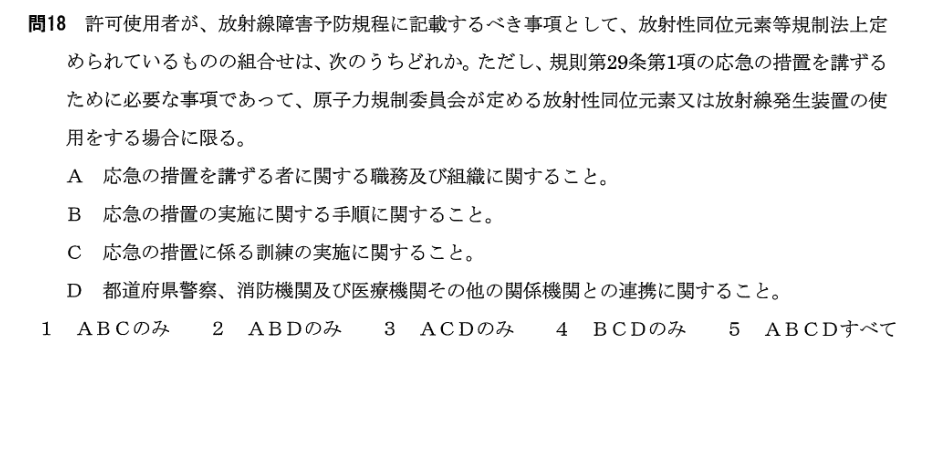 問18　許可使用者が、放射線障害予防規程に記載するべき事項として、放射性同位元素等規制法上定
められているものの組合せは、次のうちどれか。ただし、規則第29条第1項の応急の措置を講ずる
ために必要な事項であって、原子力規制委員会が定める放射性同位元素又は放射線発生装置の使
用をする場合に限る。
A　応急の措置を講ずる者に関する職務及び組織に関すること。
B　応急の措置の実施に関する手順に関すること。
C　応急の措置に係る訓練の実施に関すること。
D　都道府県警察、消防機関及び医療機関その他の関係機関との連携に関すること。
1　ABCのみ　2　ABDのみ　3　ACDのみ　4　BCDのみ　5　ABCDすべて